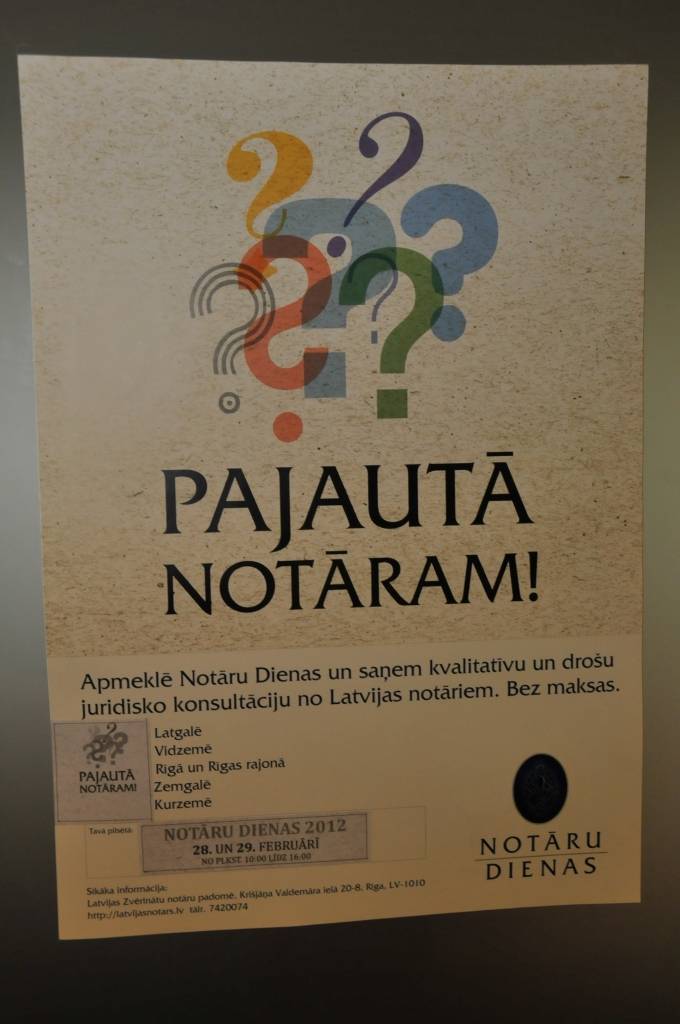 PAJAUTĀ
NOTĀRAM!
Apmeklē Notāru Dienas un saņem kvalitatīvu un drošu
juridisko konsultāciju no Latvijas notāriem. Bez maksas.
PAJAUTĀ
NOTĀRAM!
Latgalē
Vidzemē
Rīgā un Rīgas rajonā
Zemgalē
Kurzemē
Tavā pilsētā:
NOTĀRU DIENAS 2012
28. UN 29. FEBRUĀRĪ
NO PLKST. 10:00 LĪDZ 16:00
NOTĀRU
DIENAS
Sīkāka informācija:
Latvijas Zvērinātu notāru padomē, Krišjāņa Valdemāra ielā 20-8, Rīga, LV-1010
http://latvijasnotars.lv tālr. 7420074